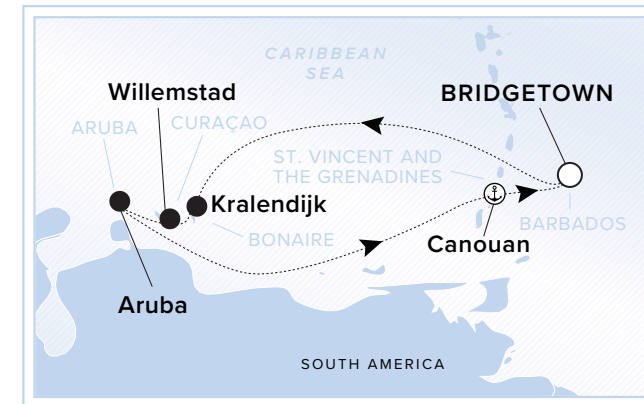 CARIBBEAN
SEA
Willemstad
BRIDGETOWN
ARUBA
CURAÇAO
ST. VINCENT AND
THE GRENADINES
Kralendijk
BARBADOS
BONAIRE
Canouan
Aruba
SOUTH AMERICA